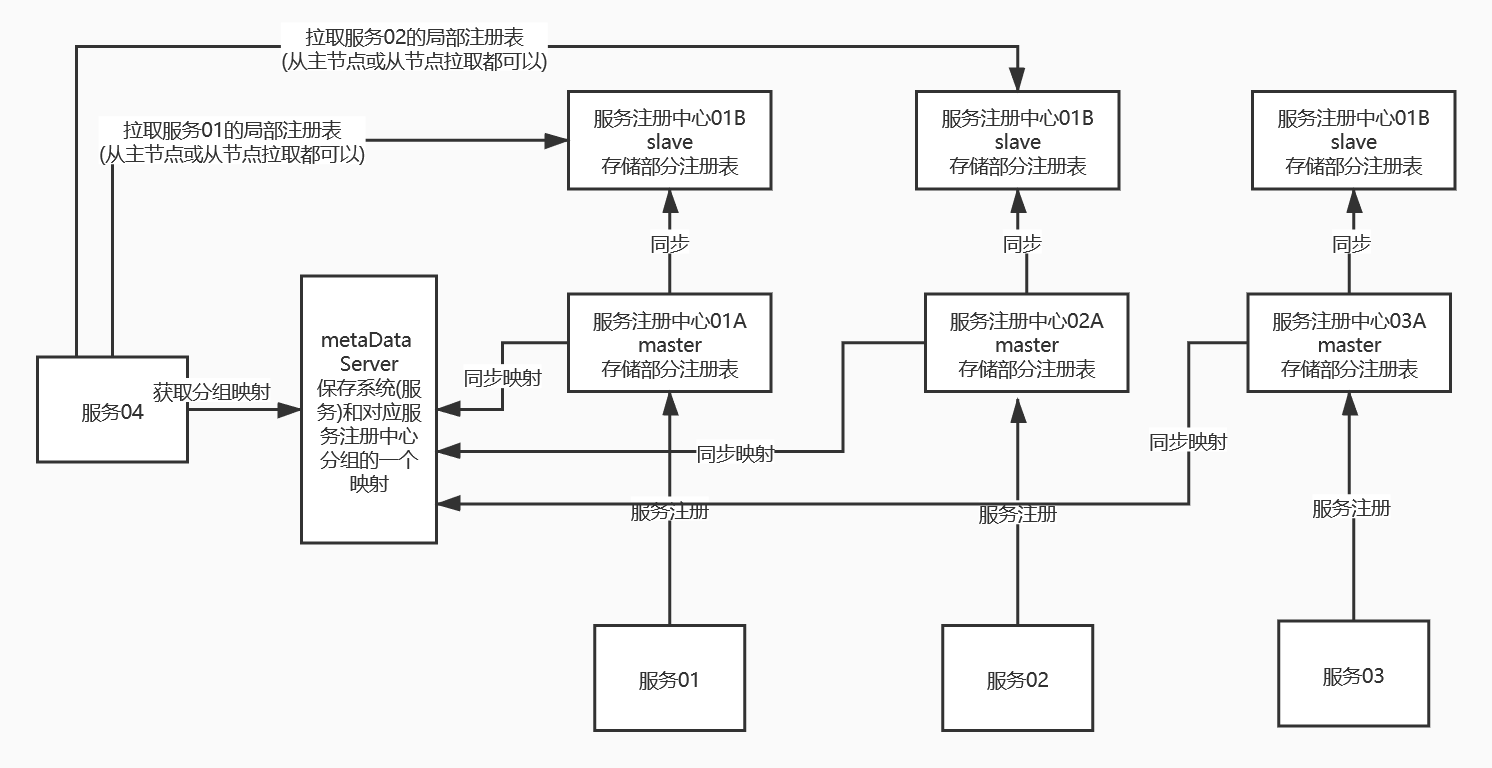 拉取服务02的局部注册表
(从主节点或从节点拉取都可以)
拉取服务01的局部注册表
(从主节点或从节点拉取都可以)
服务注册中心01B
slave
存储部分注册表
服务注册中心01B
slave
存储部分注册表
服务注册中心01B
slave
存储部分注册表
同步
同步
同步
服务04
获取分组映射
metaData
Server
保存系统(服
务)和对应服
务注册中心
分组的一个
映射
服务注册中心01A
master
存储部分注册表
服务注册中心02A
master
存储部分注册表
服务注册中心03A
master
存储部分注册表
同步映射
同步映射
同步映射
服务注册
服务注册
服务注册
服务01
服务02
服务03